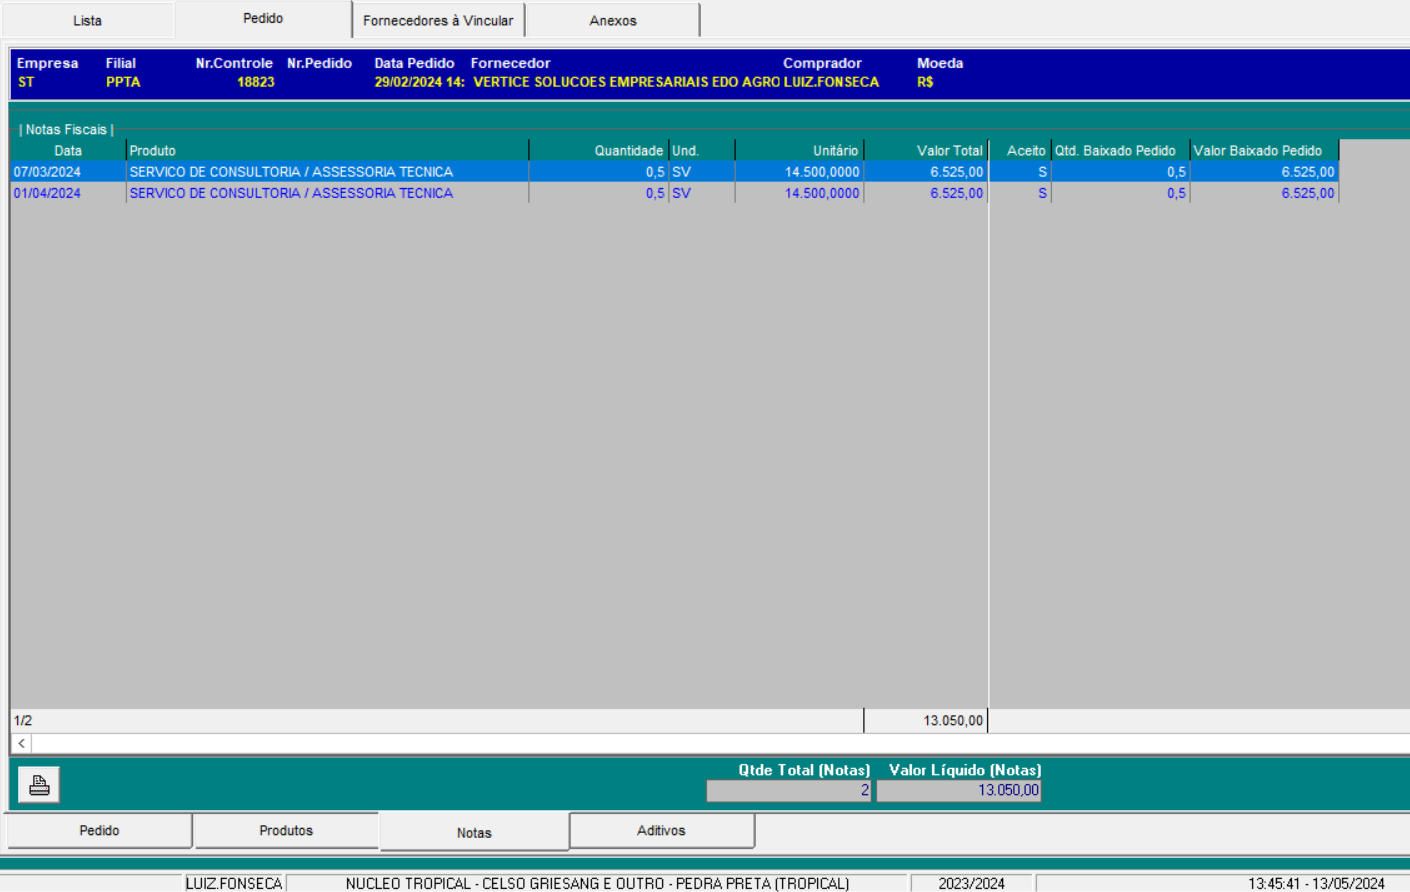 Lista Pedido Fornecedores à Vincular Anexos
Empresa Filial Nr.Controle Nr.Pedido Data Pedido Fornecedor Comprador Moeda
ST PPTA 18823 29/02/2024 14: VERTICE SOLUCOES EMPRESARIAIS EDO AGRO LUIZ.FONSECA R$
| Notas Fiscais |
Data Produto Quantidade Und. Unitário Valor Total Aceito Qtd. Baixado Pedido Valor Baixado Pedido
07/03/2024 SERVICO DE CONSULTORIA / ASSESSORIA TECNICA 0,5 SV 14.500,0000 6.525,00 S 0,5 6.525,00
01/04/2024 SERVICO DE CONSULTORIA / ASSESSORIA TECNICA 0,5 SV 14.500,0000 6.525,00 S 0,5 6.525,00
1/2 13.050,00
<
Qtde Total (Notas) Valor Líquido (Notas)
2 13.050,00
Pedido Produtos Notas Aditivos
LUIZ.FONSECA NUCLEO TROPICAL - CELSO GRIESANG E OUTRO - PEDRA PRETA (TROPICAL) 2023/2024 13:45:41 - 13/05/2024